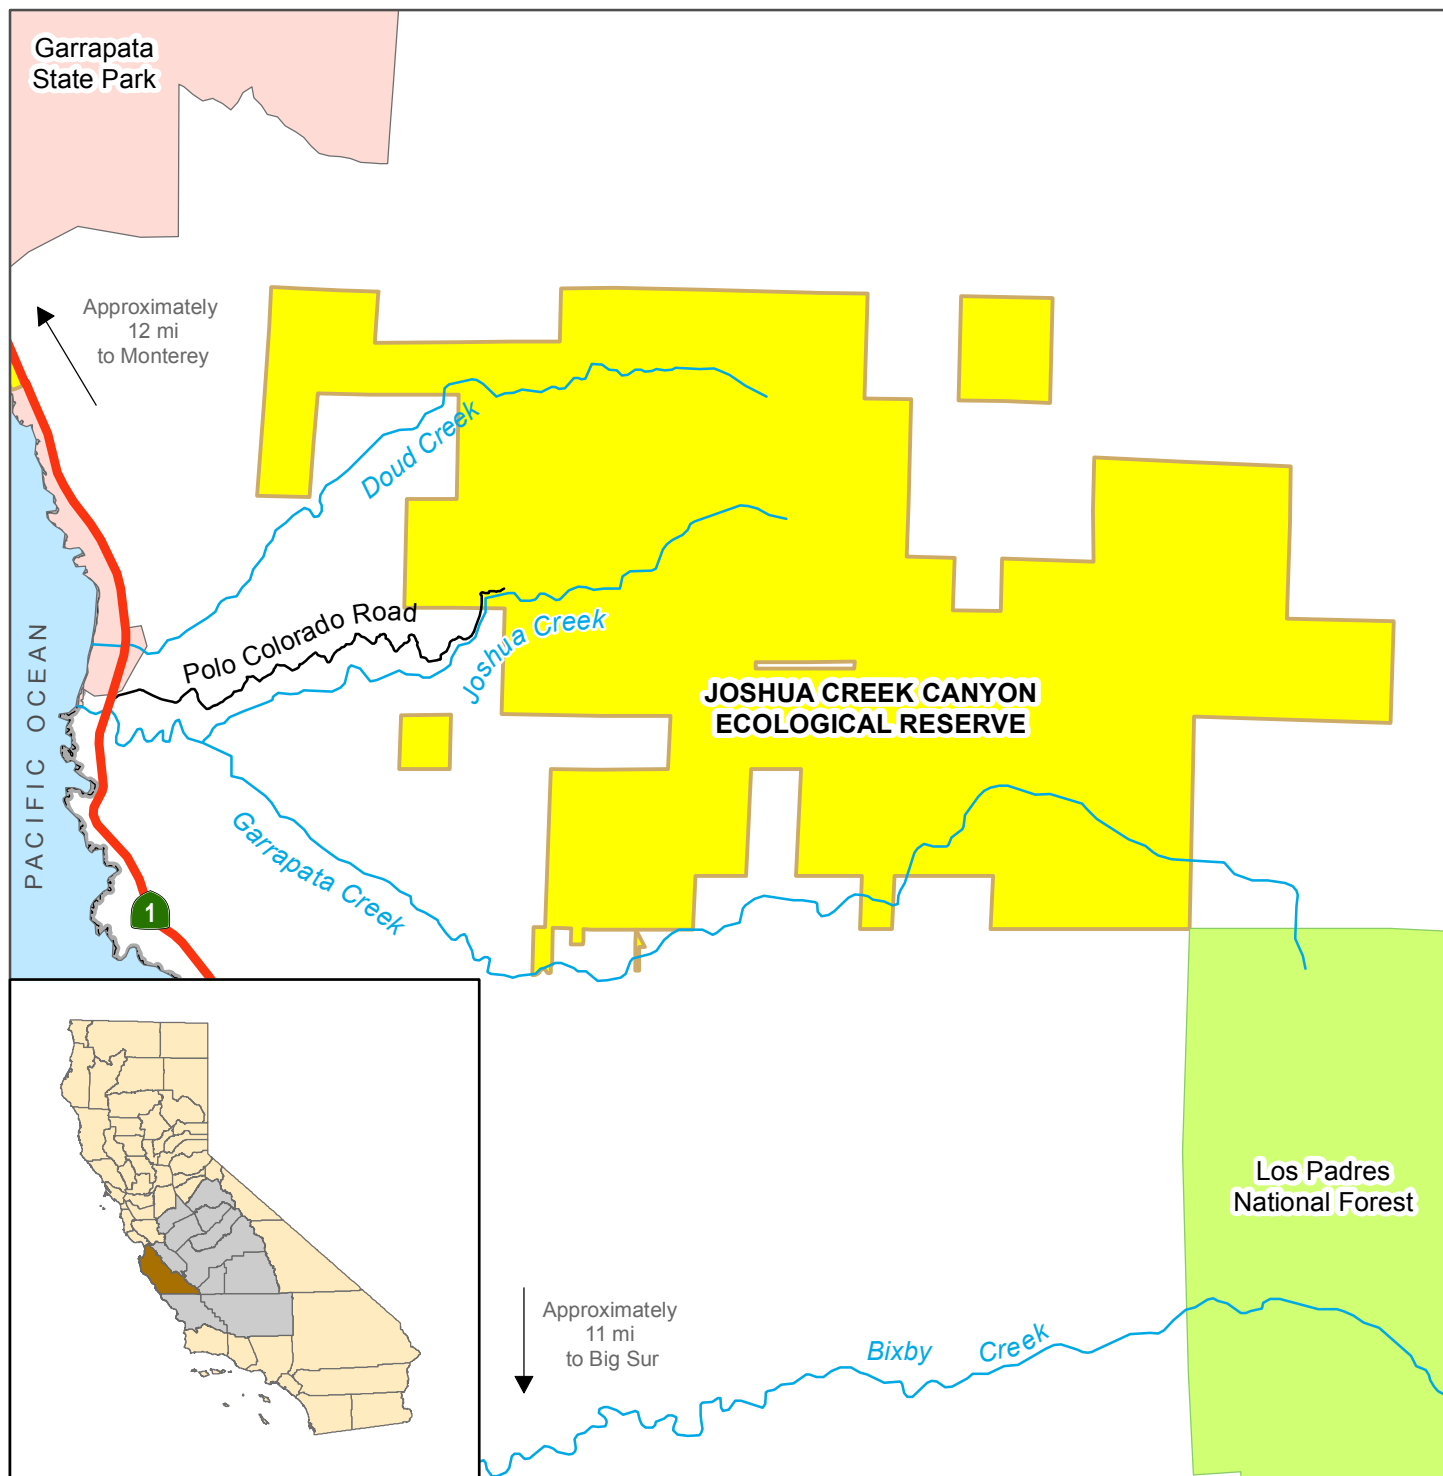 Garrapata
State Park
Approximately
12 mi
to Monterey
Doud Creek
Polo Colorado Road
Joshua Creek
JOSHUA CREEK CANYON
ECOLOGICAL RESERVE
PACIFIC OCEAN
Garrapata Creek
1
Los Padres
National Forest
Approximately
11 mi
to Big Sur
Bixby Creek